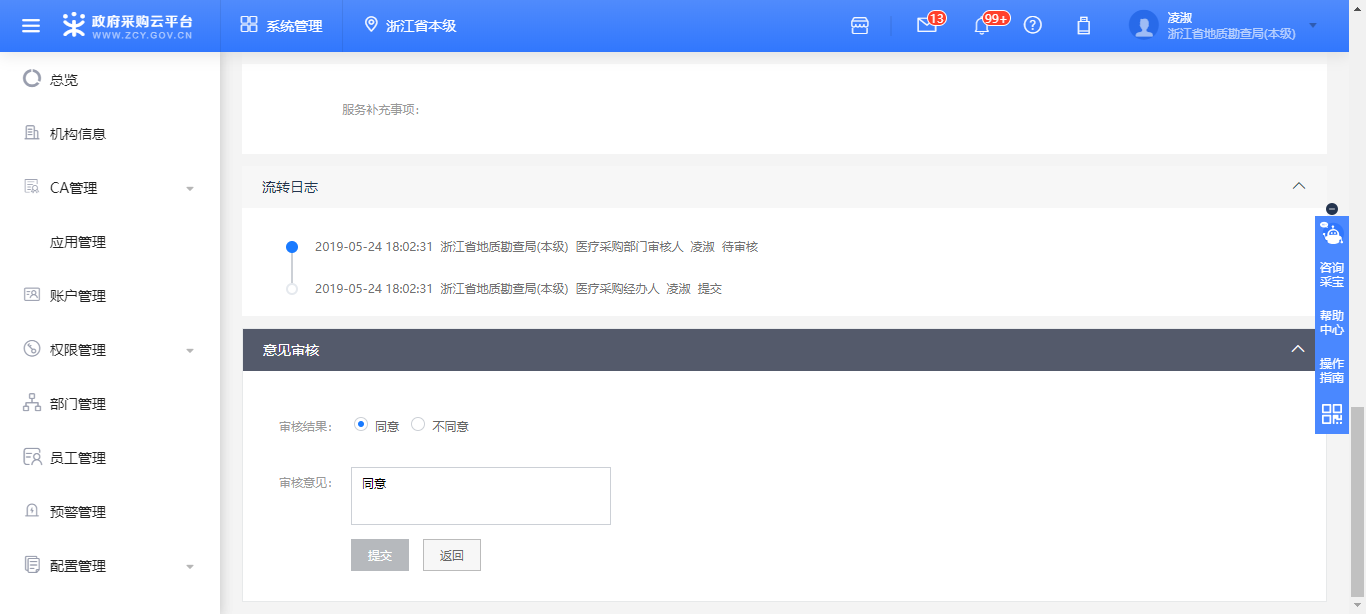 政府采购云平台
WWW.ZCY.GOV.CN
系统管理
浙江省本级
13
99+
凌淑
浙江省地质勘查局(本级)
总览
机构信息
CA管理
应用管理
账户管理
权限管理
部门管理
员工管理
预警管理
配置管理
服务补充事项:
流转日志
2019-05-24 18:02:31 浙江省地质勘查局(本级) 医疗采购部门审核人 凌淑 待审核
2019-05-24 18:02:31 浙江省地质勘查局(本级) 医疗采购经办人 凌淑 提交
意见审核
审核结果: 同意 不同意
审核意见: 同意
提交 返回
咨询
采宝
帮助
中心
操作
指南